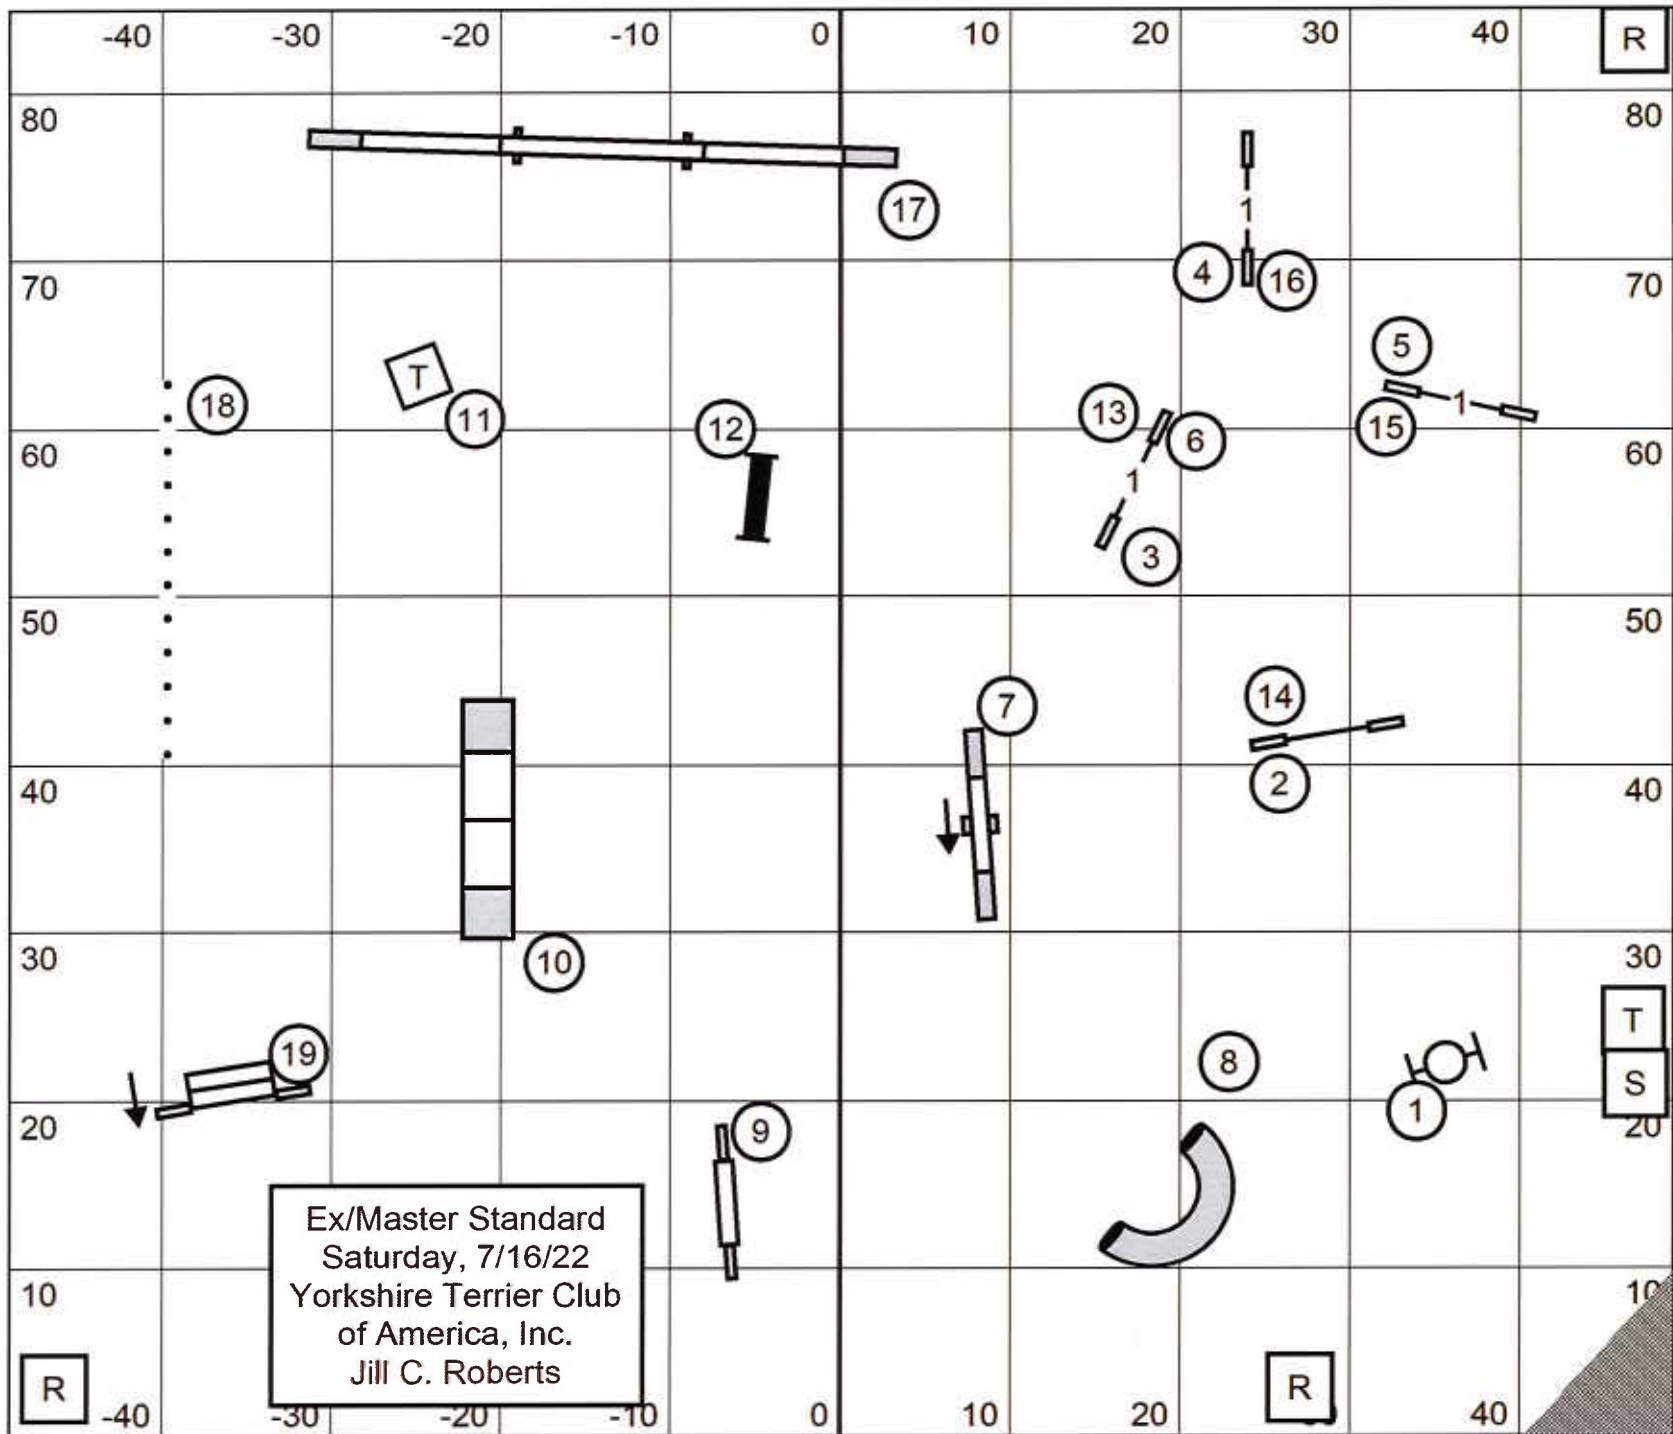 -40 -30 -20 -10 0 10 20 30 40 R
80 80
17
1
4 16
70 70
5
T
18 11 12 13 6 1 15
60 60
1
3
50 50
7 14
2
40 40
10
30 30
T
19 8 S
1
20 20
9
Ex/Master Standard
Saturday, 7/16/22
Yorkshire Terrier Club
of America, Inc.
Jill C. Roberts
10 10
R R
-40 -30 -20 -10 0 10 20 40